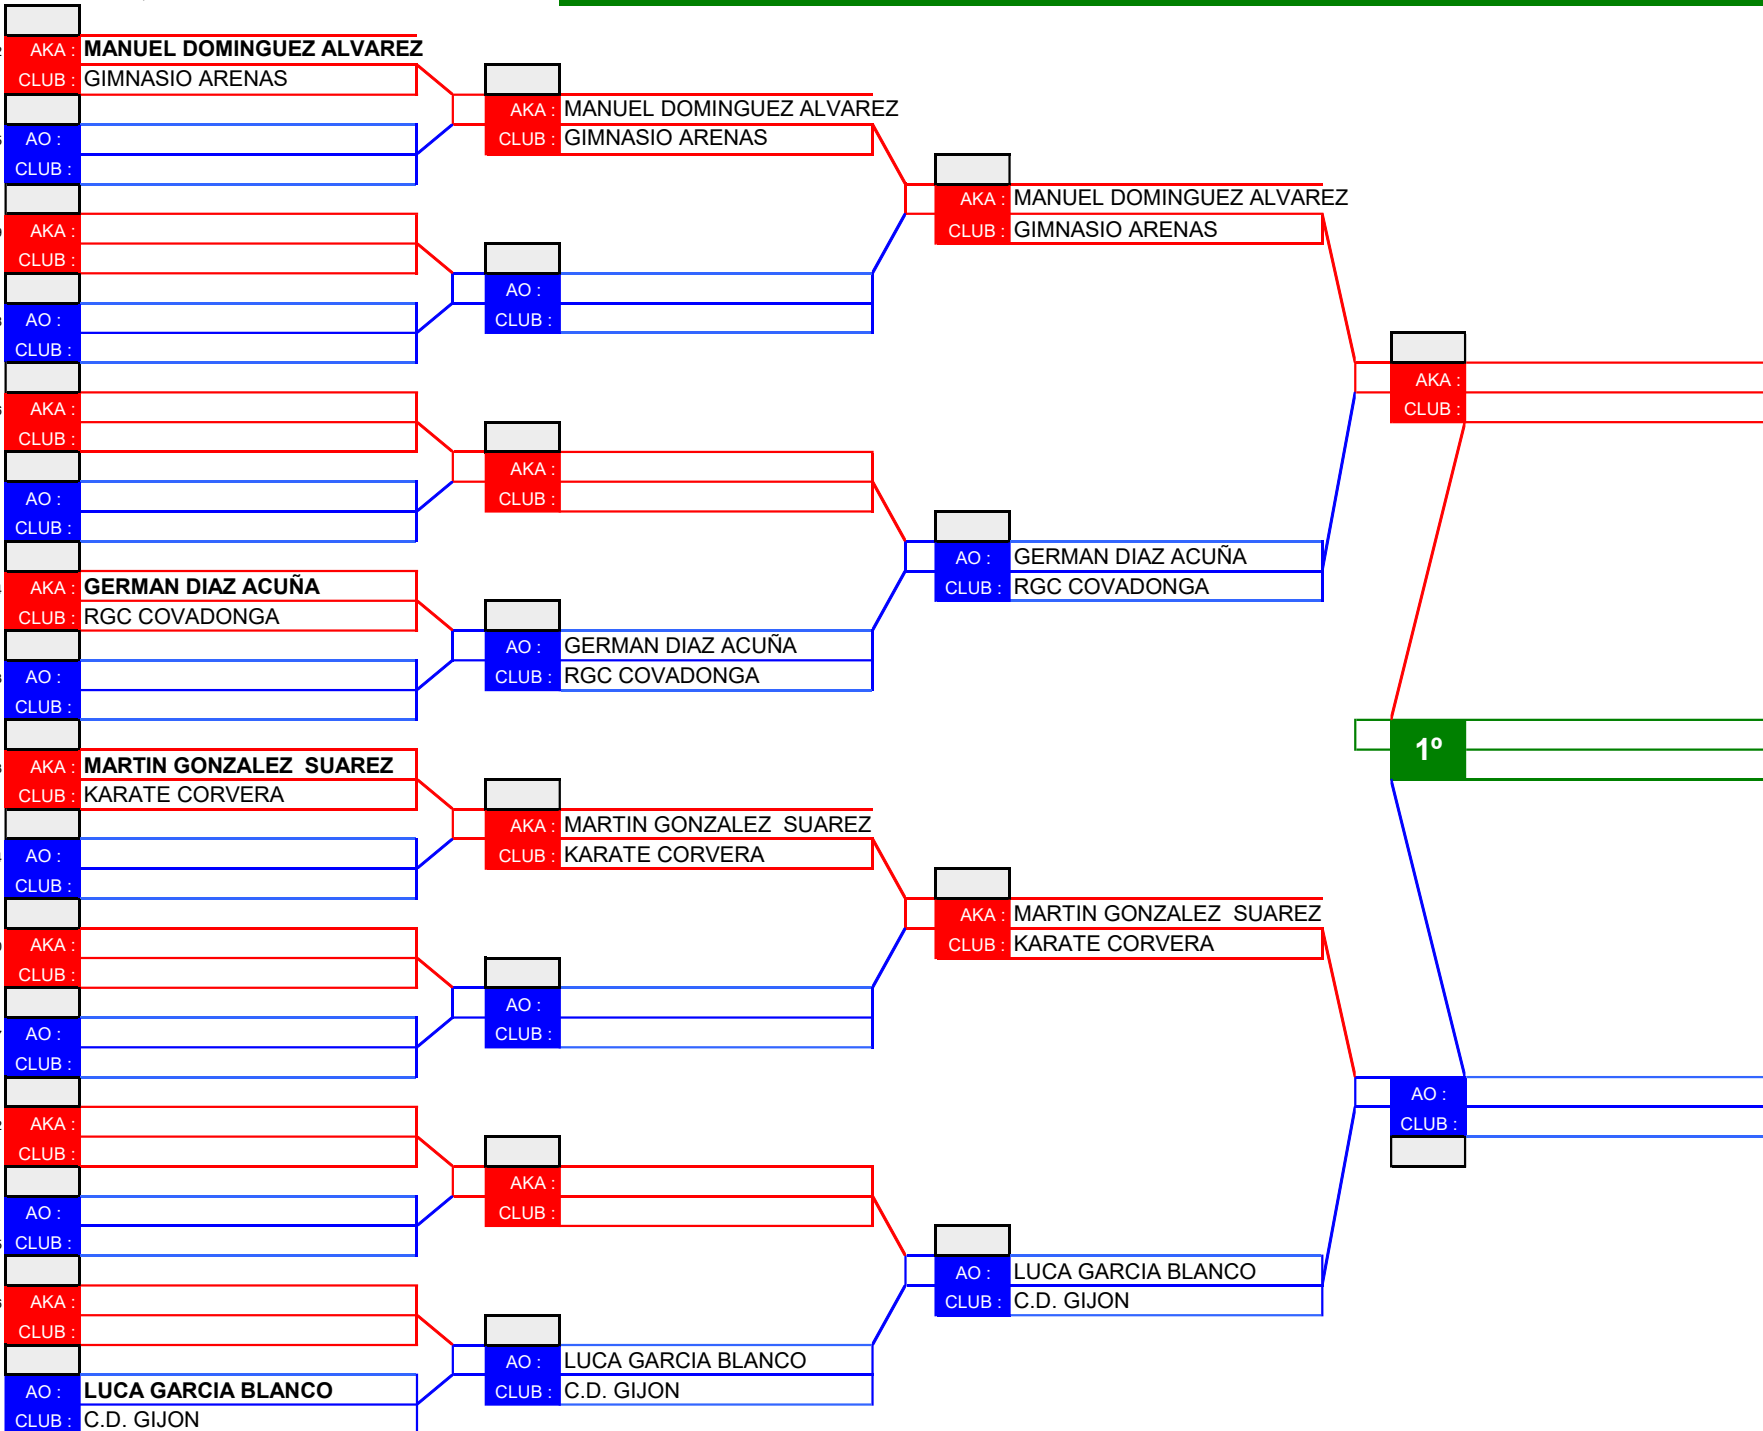 AKA : MANUEL DOMINGUEZ ALVAREZ
CLUB : GIMNASIO ARENAS
AO :
CLUB :
AKA :
CLUB :
AO :
CLUB :
AKA :
CLUB :
AO :
CLUB :
AKA : GERMAN DIAZ ACUÑA
CLUB : RGC COVADONGA
AO :
CLUB :
AKA : MARTIN GONZALEZ  SUAREZ
CLUB : KARATE CORVERA
AO :
CLUB :
AKA :
CLUB :
AO :
CLUB :
AKA :
CLUB :
AO :
CLUB :
AKA :
CLUB :
AO : LUCA GARCIA BLANCO
CLUB : C.D. GIJON
AKA : MANUEL DOMINGUEZ ALVAREZ
CLUB : GIMNASIO ARENAS
AO :
CLUB :
AKA :
CLUB :
AO : GERMAN DIAZ ACUÑA
CLUB : RGC COVADONGA
AKA : MARTIN GONZALEZ  SUAREZ
CLUB : KARATE CORVERA
AO :
CLUB :
AKA :
CLUB :
AO : LUCA GARCIA BLANCO
CLUB : C.D. GIJON
AKA : MANUEL DOMINGUEZ ALVAREZ
CLUB : GIMNASIO ARENAS
AO : GERMAN DIAZ ACUÑA
CLUB : RGC COVADONGA
AKA : MARTIN GONZALEZ  SUAREZ
CLUB : KARATE CORVERA
AO : LUCA GARCIA BLANCO
CLUB : C.D. GIJON
AKA :
CLUB :
1º
AO :
CLUB :